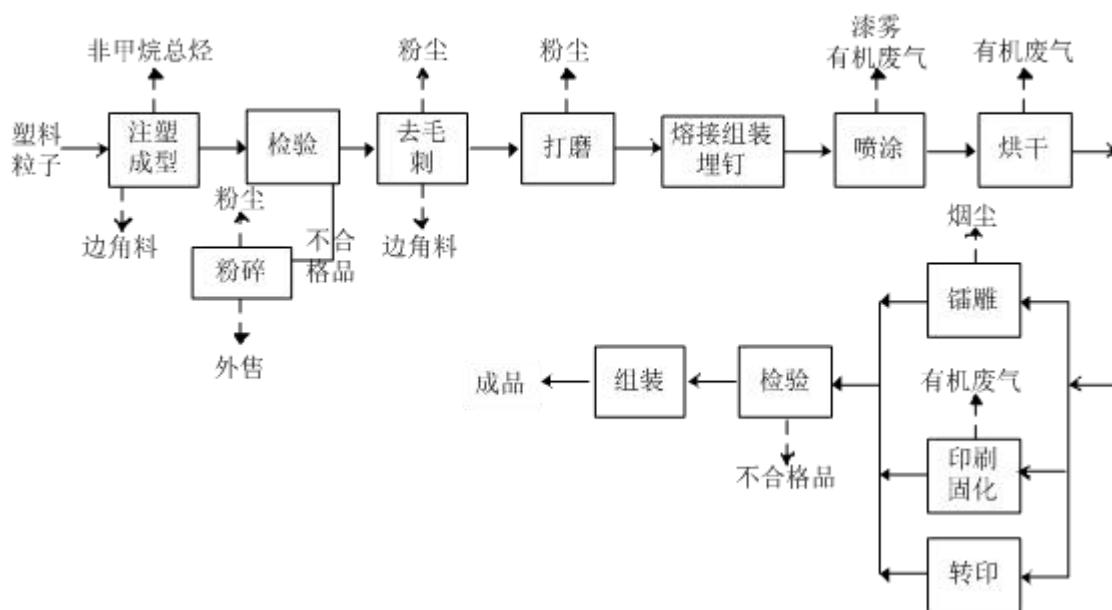 漆雾
非甲烷总烃
粉尘
粉尘
有机废气
有机废气
塑料
粒子
注塑
成型
检验
去毛
刺
打磨
熔接组装
埋钉
喷涂
烘干
粉尘
边角料
不合
格品
边角料
粉碎
外售
烟尘
镭雕
成品
组装
检验
有机废气
不合格品
印刷
固化
转印